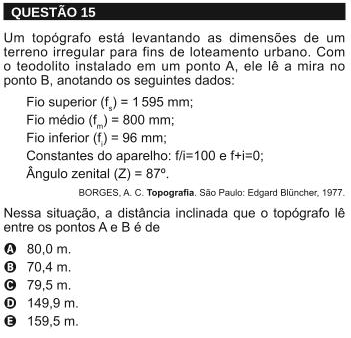 QUESTÃO 15
Um topógrafo está levantando as dimensões de um
terreno irregular para fins de loteamento urbano. Com
o teodolito instalado em um ponto A, ele lê a mira no
ponto B, anotando os seguintes dados:
Fio superior (fs) = 1 595 mm;
Fio médio (fm) = 800 mm;
Fio inferior (fi) = 96 mm;
Constantes do aparelho: f/i=100 e f+i=0;
Ângulo zenital (Z) = 87º.
BORGES, A. C. Topografia. São Paulo: Edgard Blüncher, 1977.
Nessa situação, a distância inclinada que o topógrafo lê
entre os pontos A e B é de
A 80,0 m.
B 70,4 m.
C 79,5 m.
D 149,9 m.
E 159,5 m.